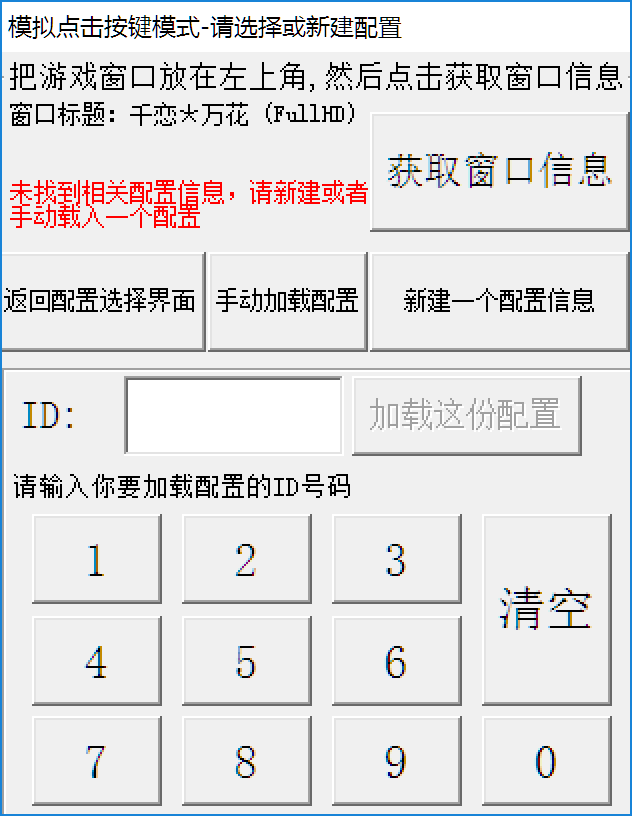 模拟点击按键模式-请选择或新建配置
把游戏窗口放在左上角,然后点击获取窗口信息
窗口标题：千恋＊万花 (FullHD)
获取窗口信息
未找到相关配置信息，请新建或者
手动载入一个配置
返回配置选择界面
手动加载配置
新建一个配置信息
ID:
加载这份配置
请输入你要加载配置的ID号码
1
2
3
清空
4
5
6
7
8
9
0